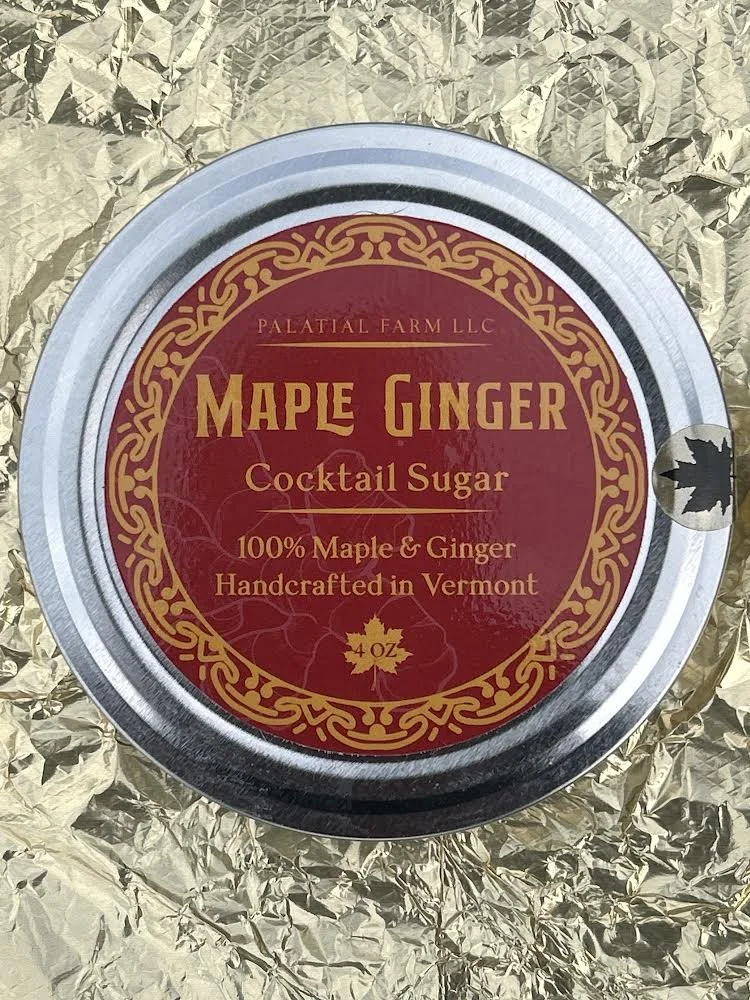 PALATIAL FARM LLC
MAPLE GINGER
Cocktail Sugar
100% Maple & Ginger
Handcrafted in Vermont
4 OZ